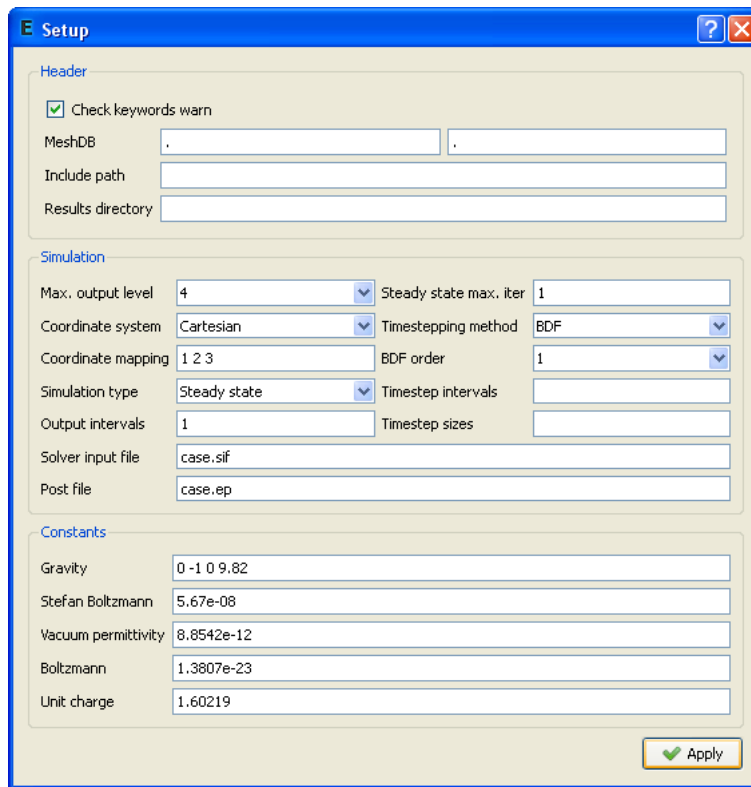 E Setup ?
Header
Check keywords warn
MeshDB . .
Include path
Results directory
Simulation
Max. output level 4 Steady state max. iter 1
Coordinate system Cartesian Timestepping method BDF
Coordinate mapping 1 2 3 BDF order 1
Simulation type Steady state Timestep intervals
Output intervals 1 Timestep sizes
Solver input file case.sif
Post file case.ep
Constants
Gravity 0 -1 0 9.82
Stefan Boltzmann 5.67e-08
Vacuum permittivity 8.8542e-12
Boltzmann 1.3807e-23
Unit charge 1.60219
Apply